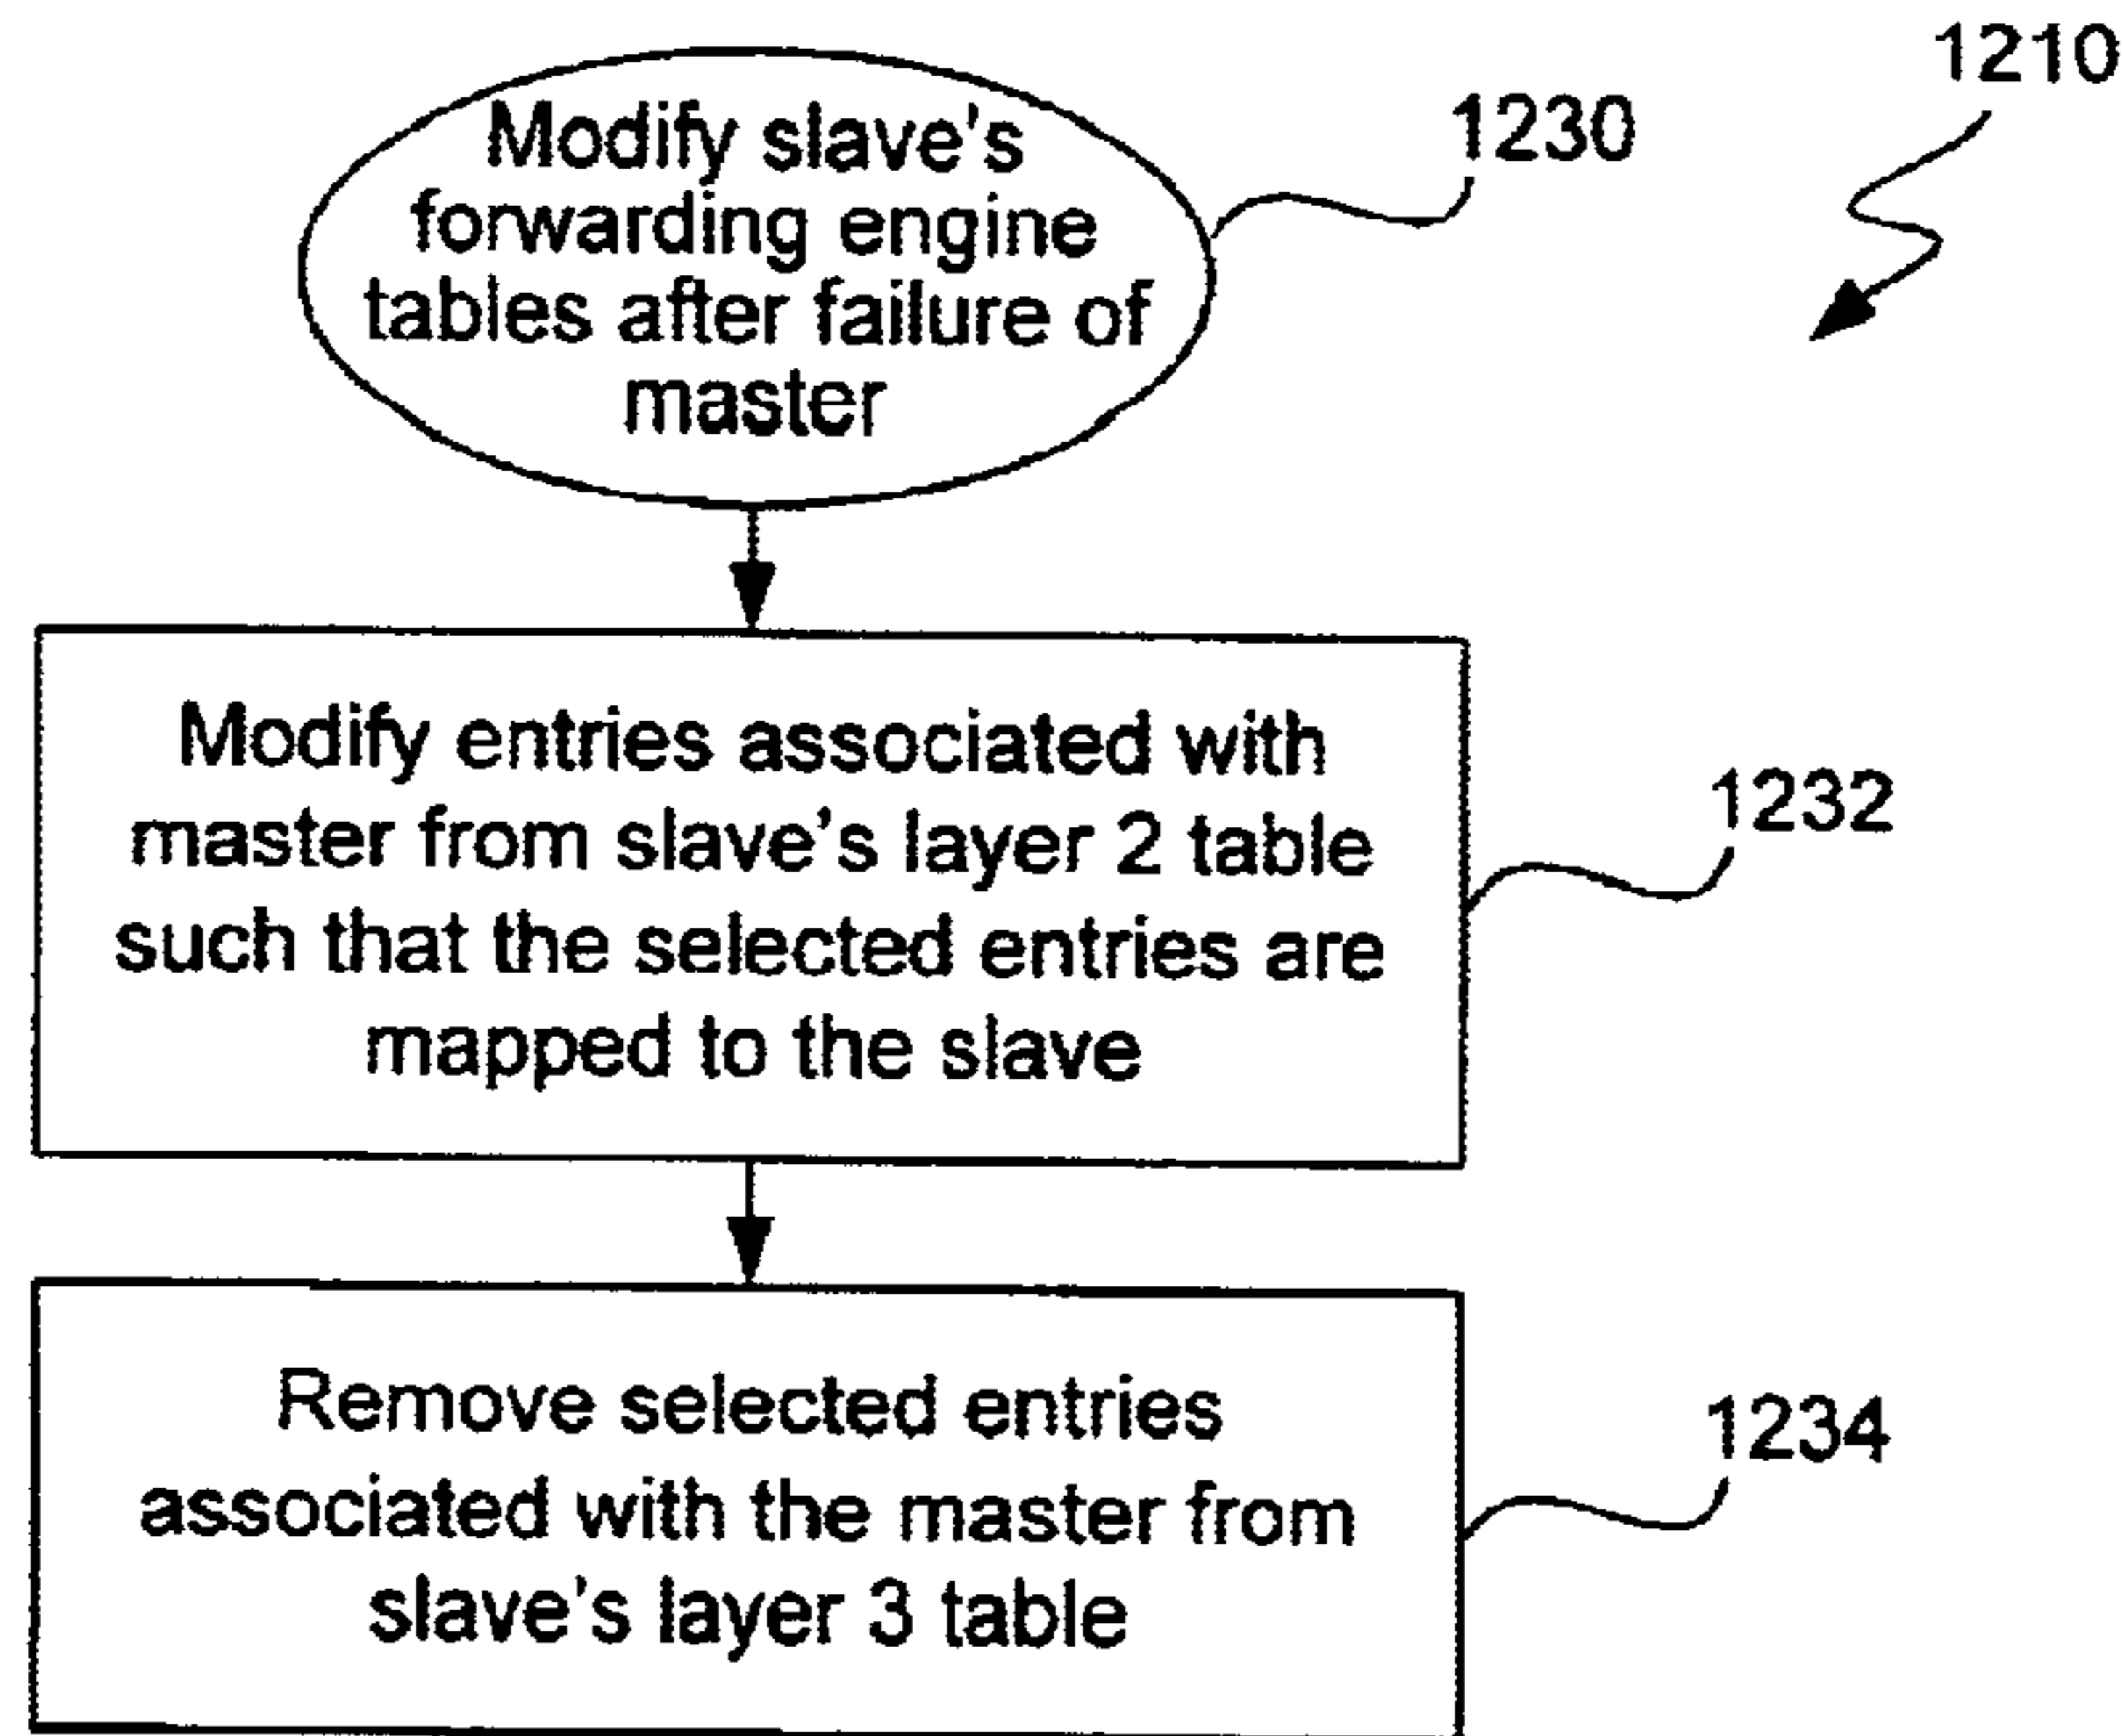 1210
1230
Modify slave's
forwarding engine
tables after failure of
master
Modify entries associated with
master from slave's layer 2 table
such that the selected entries are
mapped to the slave
1232
Remove selected entries
associated with the master from
slave's layer 3 table
1234